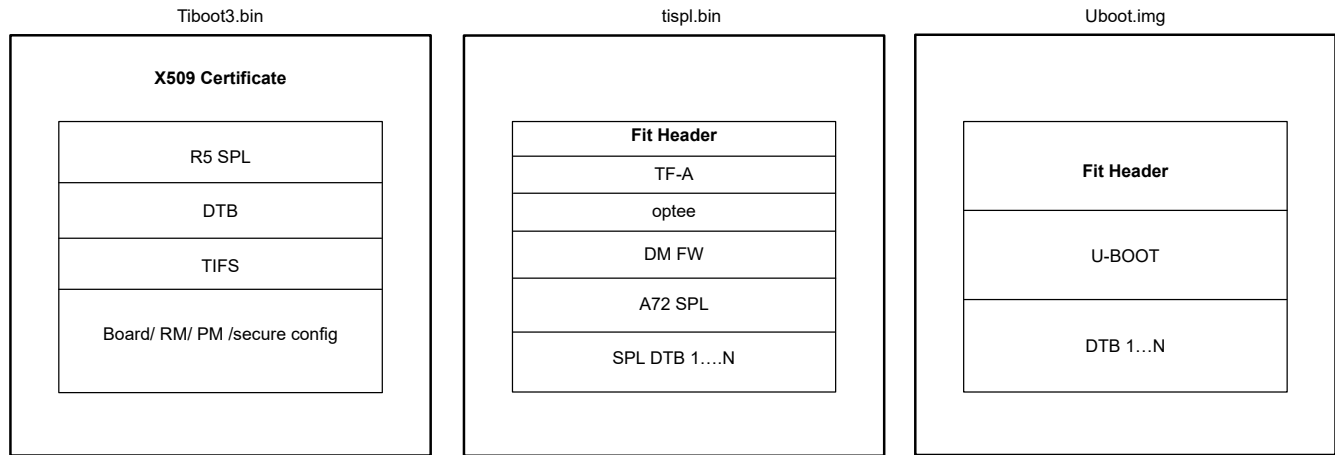 Tiboot3.bin
X509 Certificate
R5 SPL
DTB
TIFS
Board/ RM/ PM /secure config
tispl.bin
Fit Header
TF-A
optee
DM FW
A72 SPL
SPL DTB 1....N
Uboot.img
Fit Header
U-BOOT
DTB 1...N